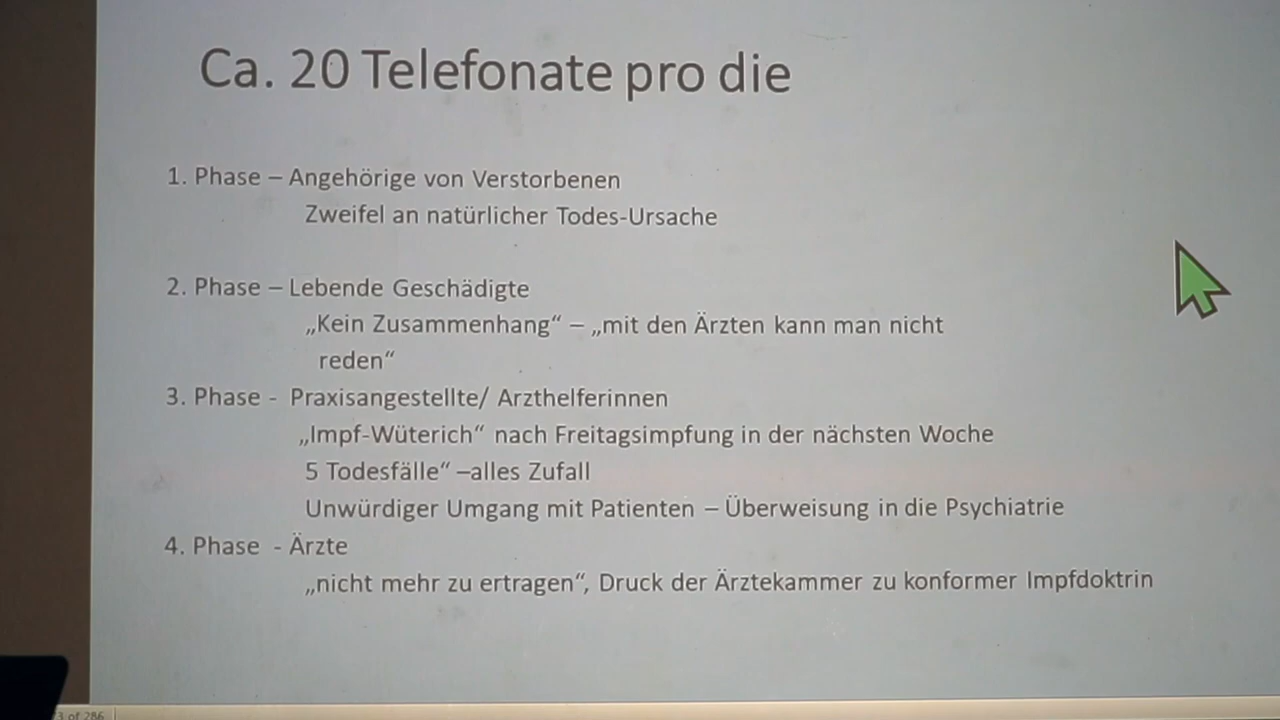 Ca. 20 Telefonate pro die
1. Phase – Angehörige von Verstorbenen
Zweifel an natürlicher Todes-Ursache
2. Phase – Lebende Geschädigte
„Kein Zusammenhang“ – „mit den Ärzten kann man nicht
reden“
3. Phase - Praxisangestellte/ Arzthelferinnen
„Impf-Wüterich“ nach Freitagsimpfung in der nächsten Woche
5 Todesfälle“ –alles Zufall
Unwürdiger Umgang mit Patienten – Überweisung in die Psychiatrie
4. Phase - Ärzte
„nicht mehr zu ertragen“, Druck der Ärztekammer zu konformer Impfdoktrin
of 286